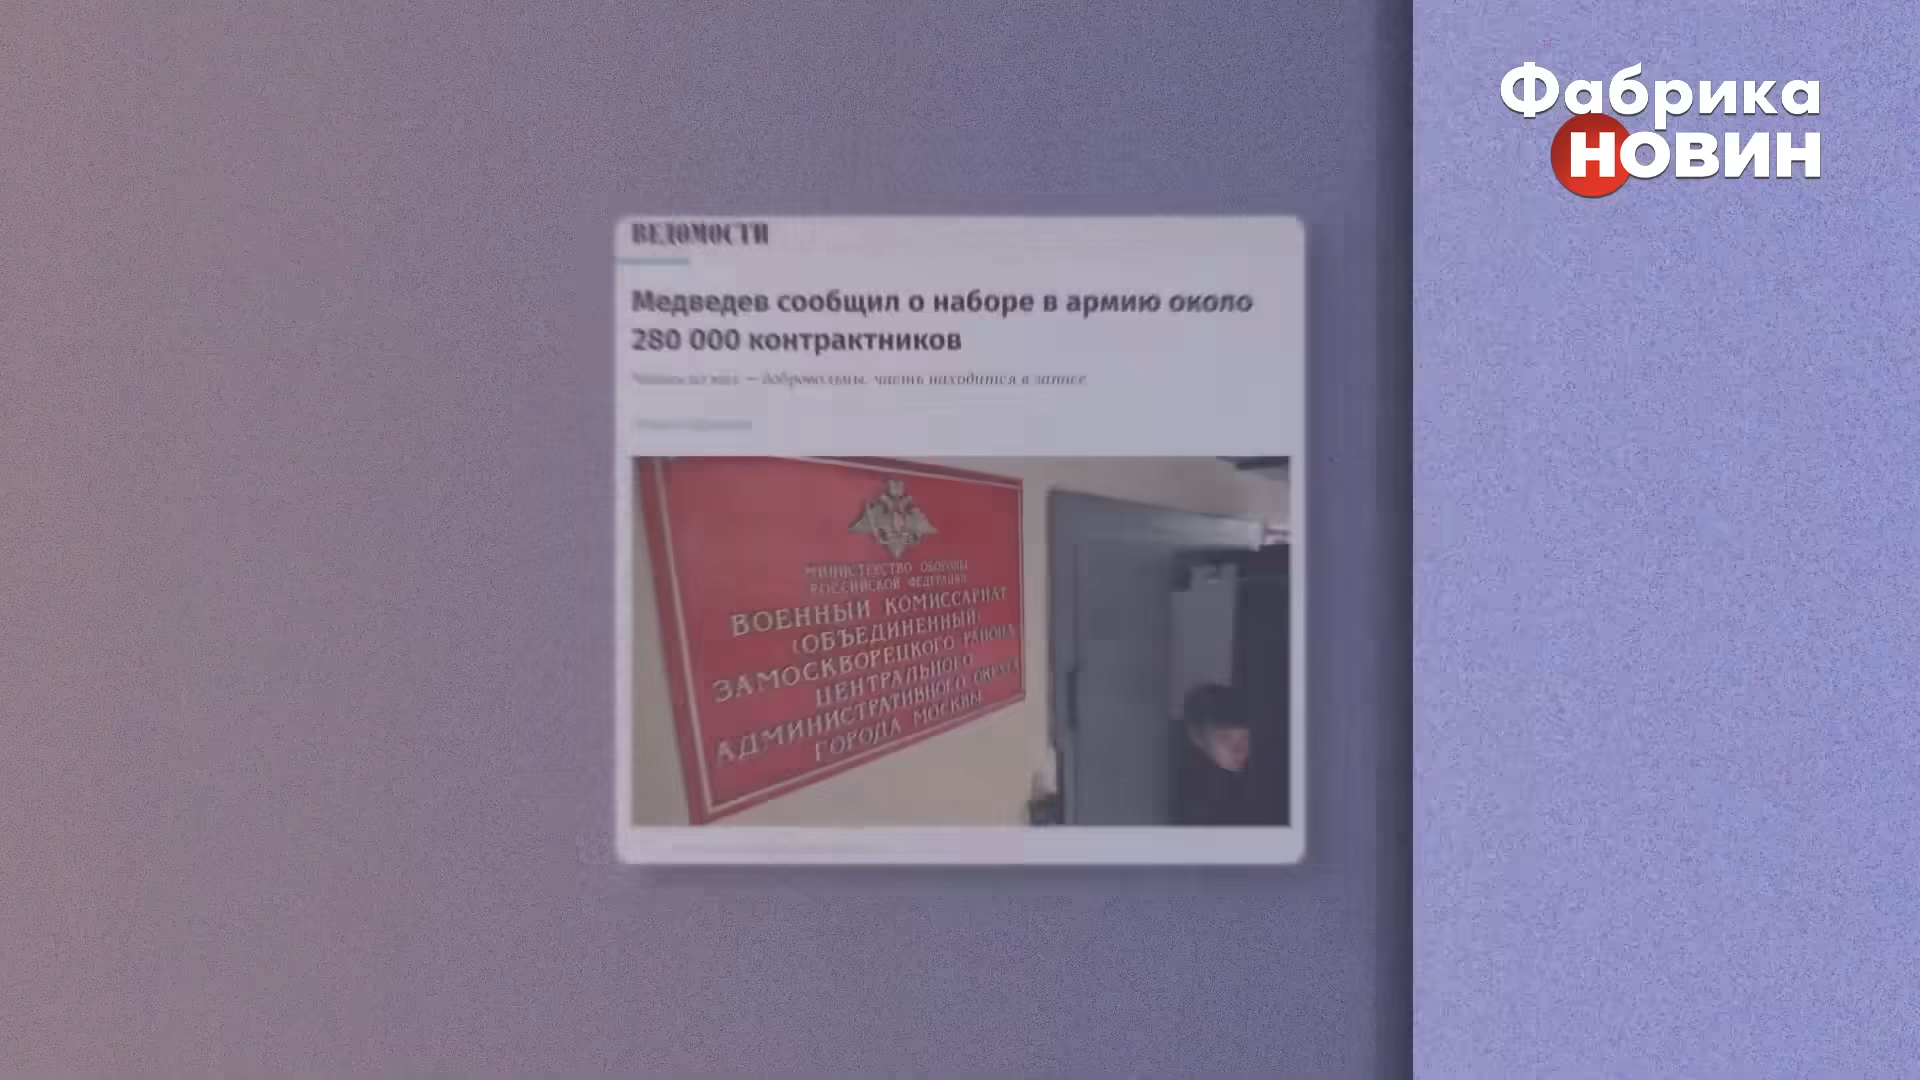 Фабрика
новин
ВЕДОМОСТИ
Медведев сообщил о наборе в армию около
280 000 контрактников
— добровольцы, часть находится в запасе
МИНИСТЕРСТВО ОБОРОНЫ
РОССИЙСКОЙ ФЕДЕРАЦИИ
ВОЕННЫЙ КОМИССАРИАТ
(ОБЪЕДИНЕННЫЙ)
ЗАМОСКВОРЕЦКОГО РАЙОНА
ЦЕНТРАЛЬНОГО
АДМИНИСТРАТИВНОГО ОКРУГА
ГОРОДА МОСКВЫ